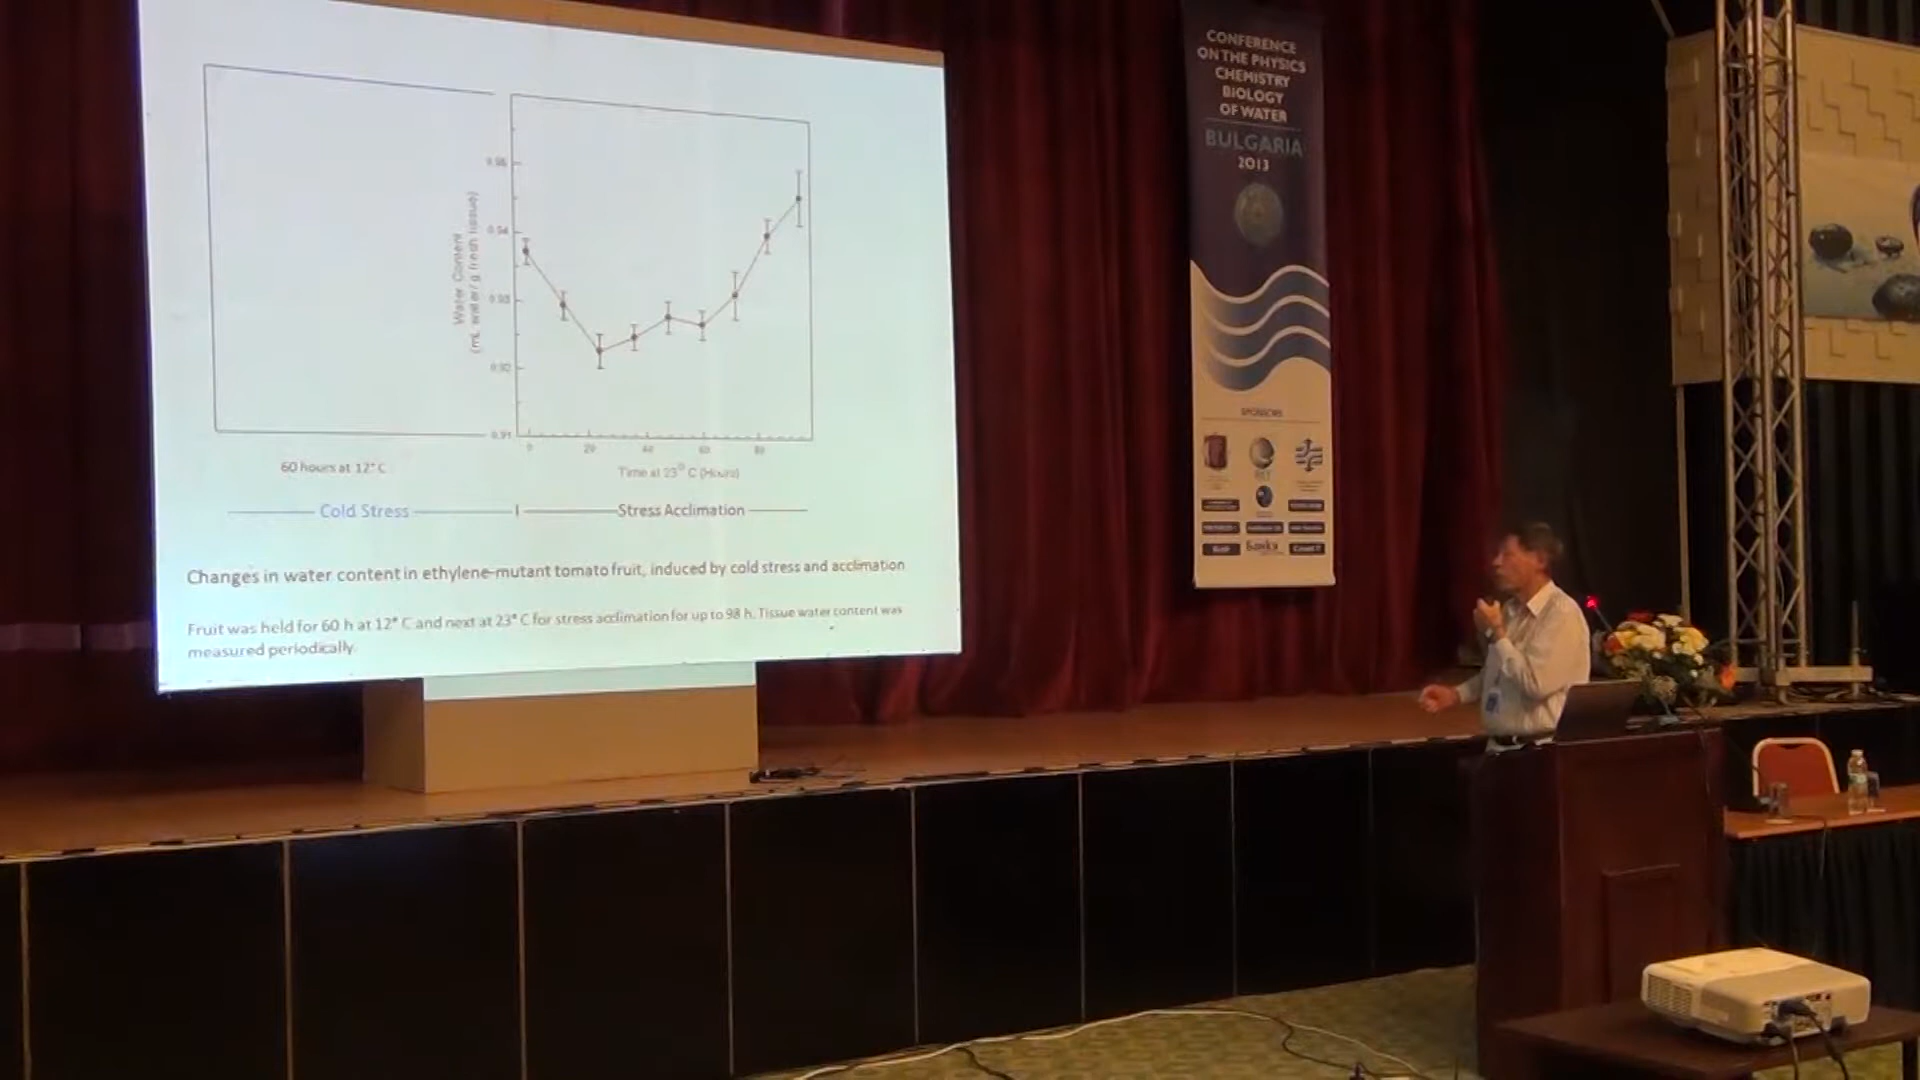 0.95
0.94
0.93
0.92
0.91
Water Content
(mL water/g fresh tissue)
0
20
40
60
80
60 hours at 12° C
Time at 23° C (Hours)
Cold Stress
Stress Acclimation
Changes in water content in ethylene-mutant tomato fruit, induced by cold stress and acclimation
Fruit was held for 60 h at 12° C and next at 23° C for stress acclimation for up to 98 h. Tissue water content was
measured periodically.
CONFERENCE
ON THE PHYSICS
CHEMISTRY
BIOLOGY
OF WATER
BULGARIA
2013
SPONSORS